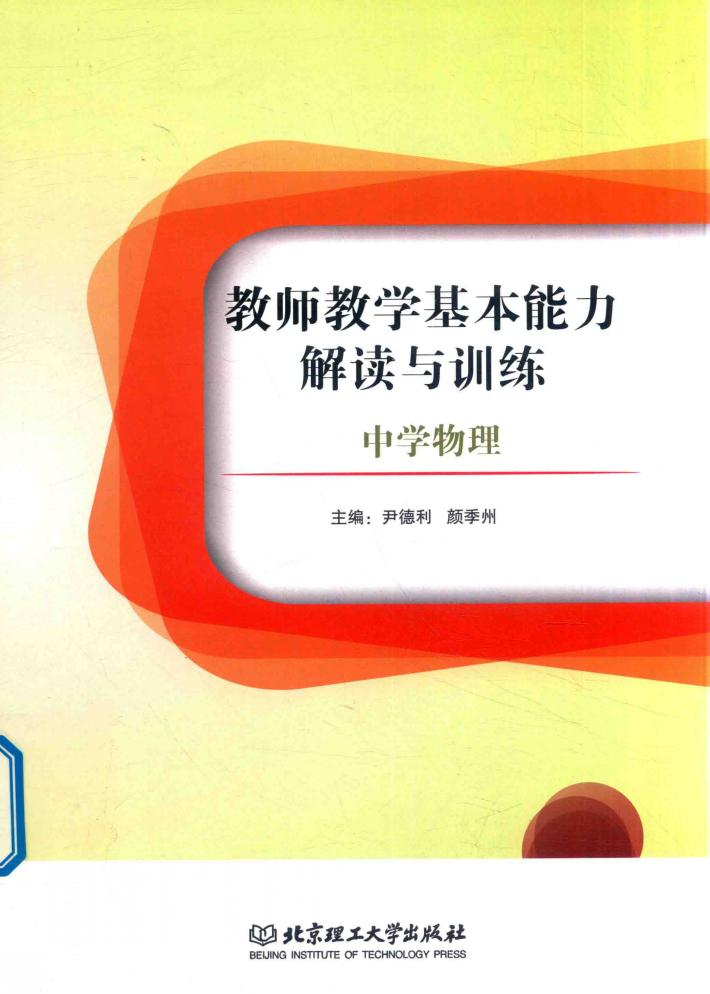 教师教学基本能力
解读与训练
中学物理
主编：尹德利 颜季州
北京理工大学出版社
BEIJING INSTITUTE OF TECHNOLOGY PRESS